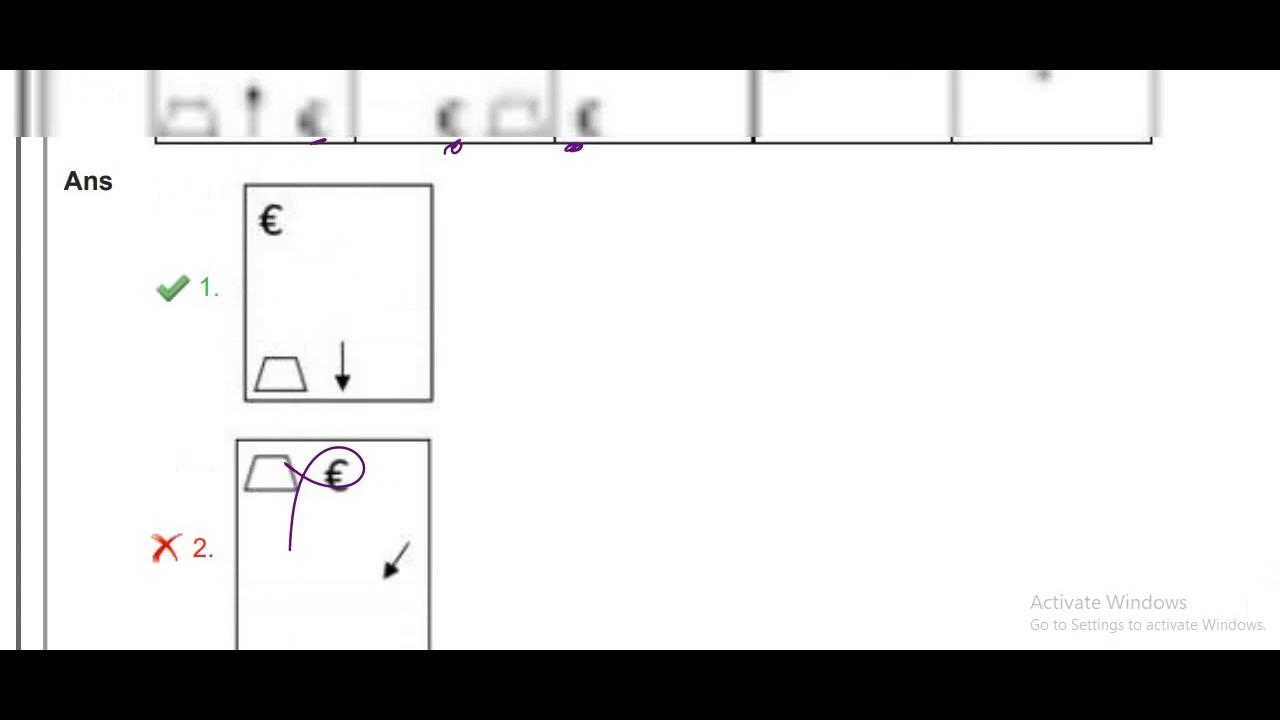 € € €
Ans
€
1.
€
2.
Activate Windows
Go to Settings to activate Windows.